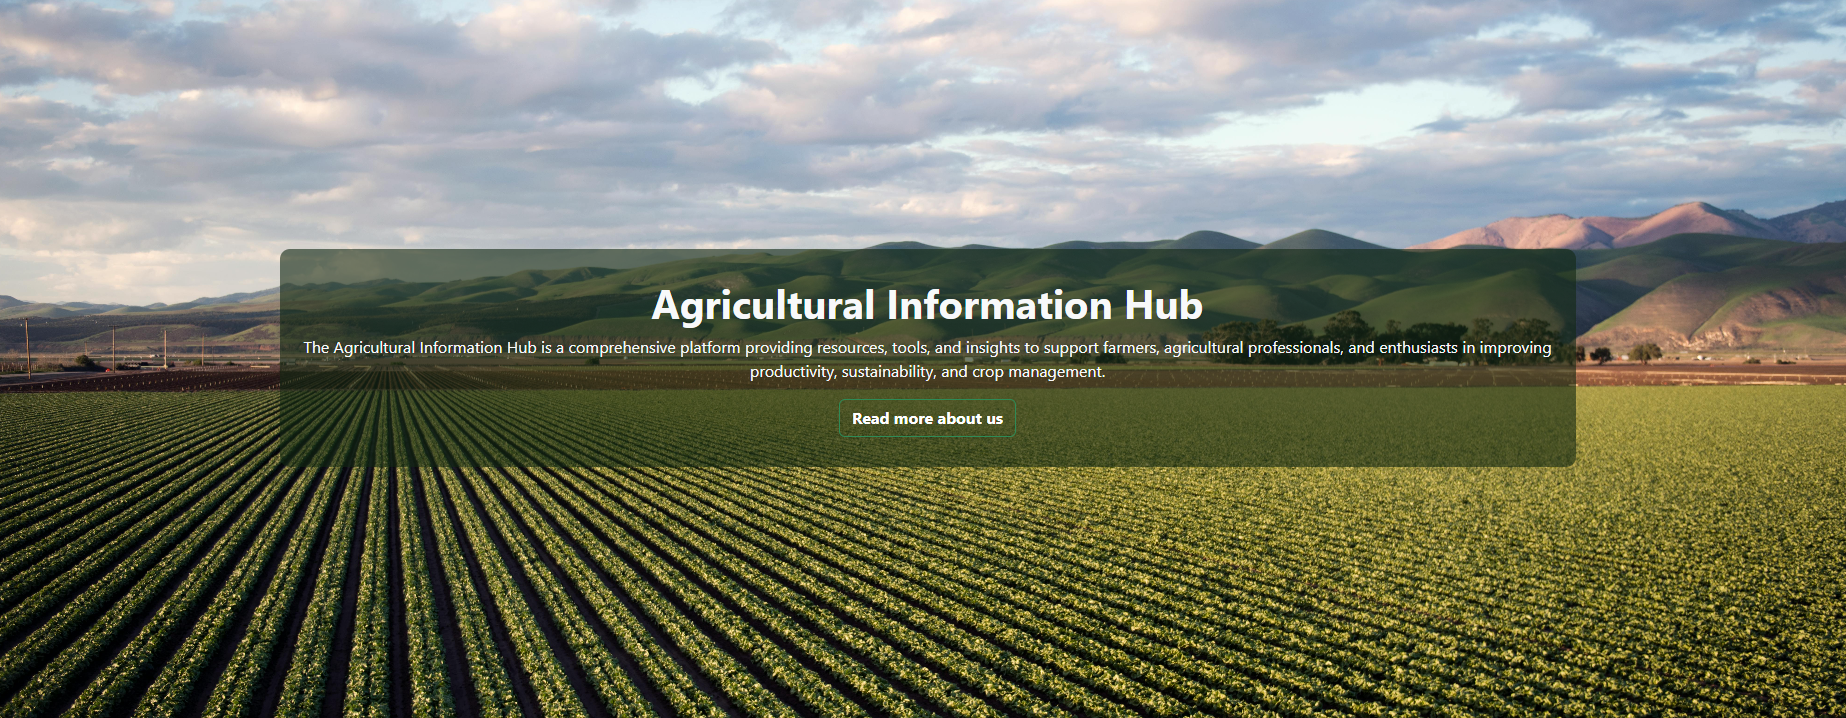 Agricultural Information Hub
The Agricultural Information Hub is a comprehensive platform providing resources, tools, and insights to support farmers, agricultural professionals, and enthusiasts in improving
productivity, sustainability, and crop management.
Read more about us